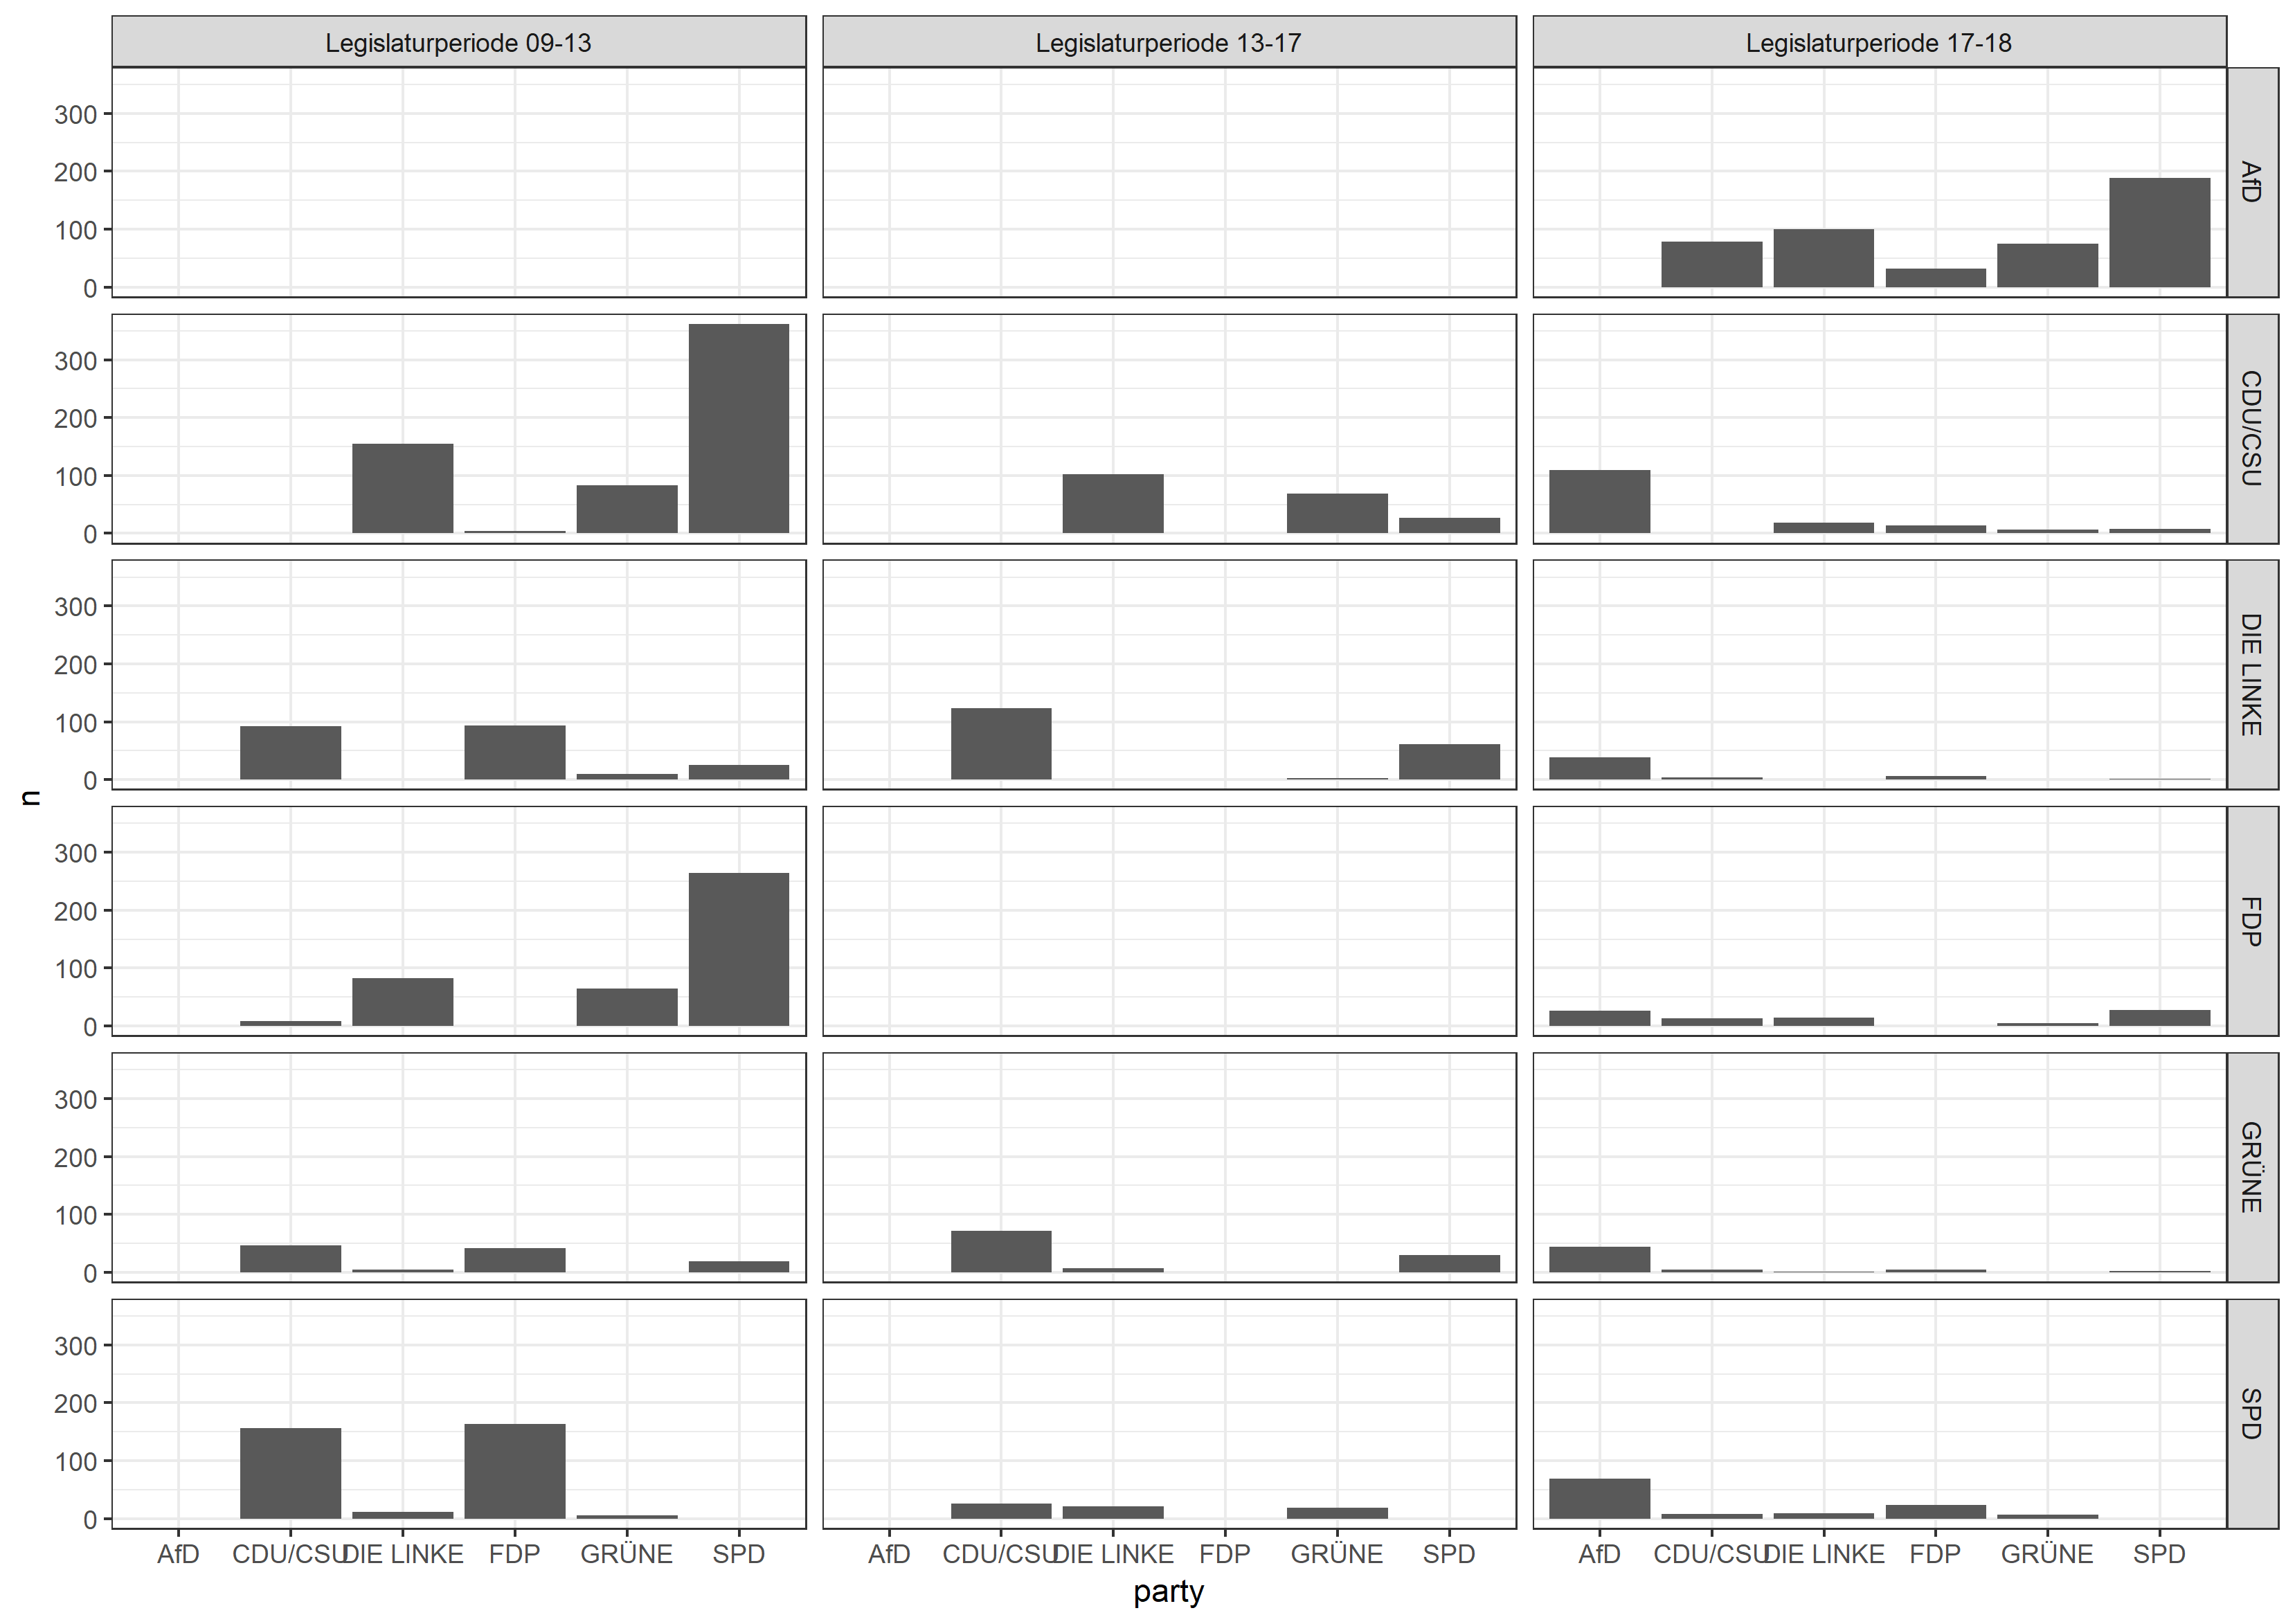 Legislaturperiode 09-13 Legislaturperiode 13-17 Legislaturperiode 17-18
300
200
100
0
AfD
300
200
100
0
CDU/CSU
300
200
100
0
DIE LINKE
n
300
200
100
0
FDP
300
200
100
0
GRÜNE
300
200
100
0
SPD
AfD CDU/CSU DIE LINKE FDP GRÜNE SPD AfD CDU/CSU DIE LINKE FDP GRÜNE SPD AfD CDU/CSU DIE LINKE FDP GRÜNE SPD
party